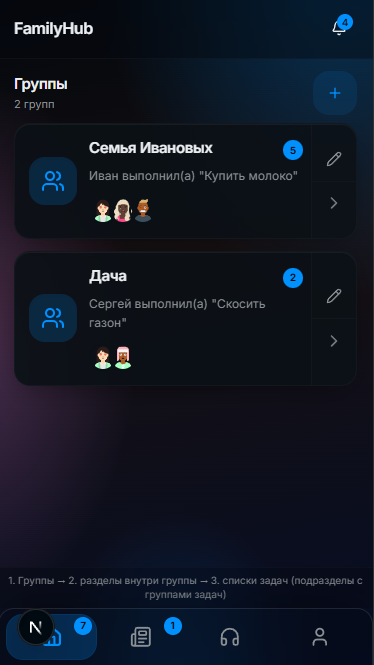 FamilyHub
4
Группы
2 групп
+
Семья Ивановых
5
Иван выполнил(а) "Купить молоко"
Дача
2
Сергей выполнил(а) "Скосить
газон"
1. Группы → 2. разделы внутри группы → 3. списки задач (подразделы с
группами задач)
N
7
1